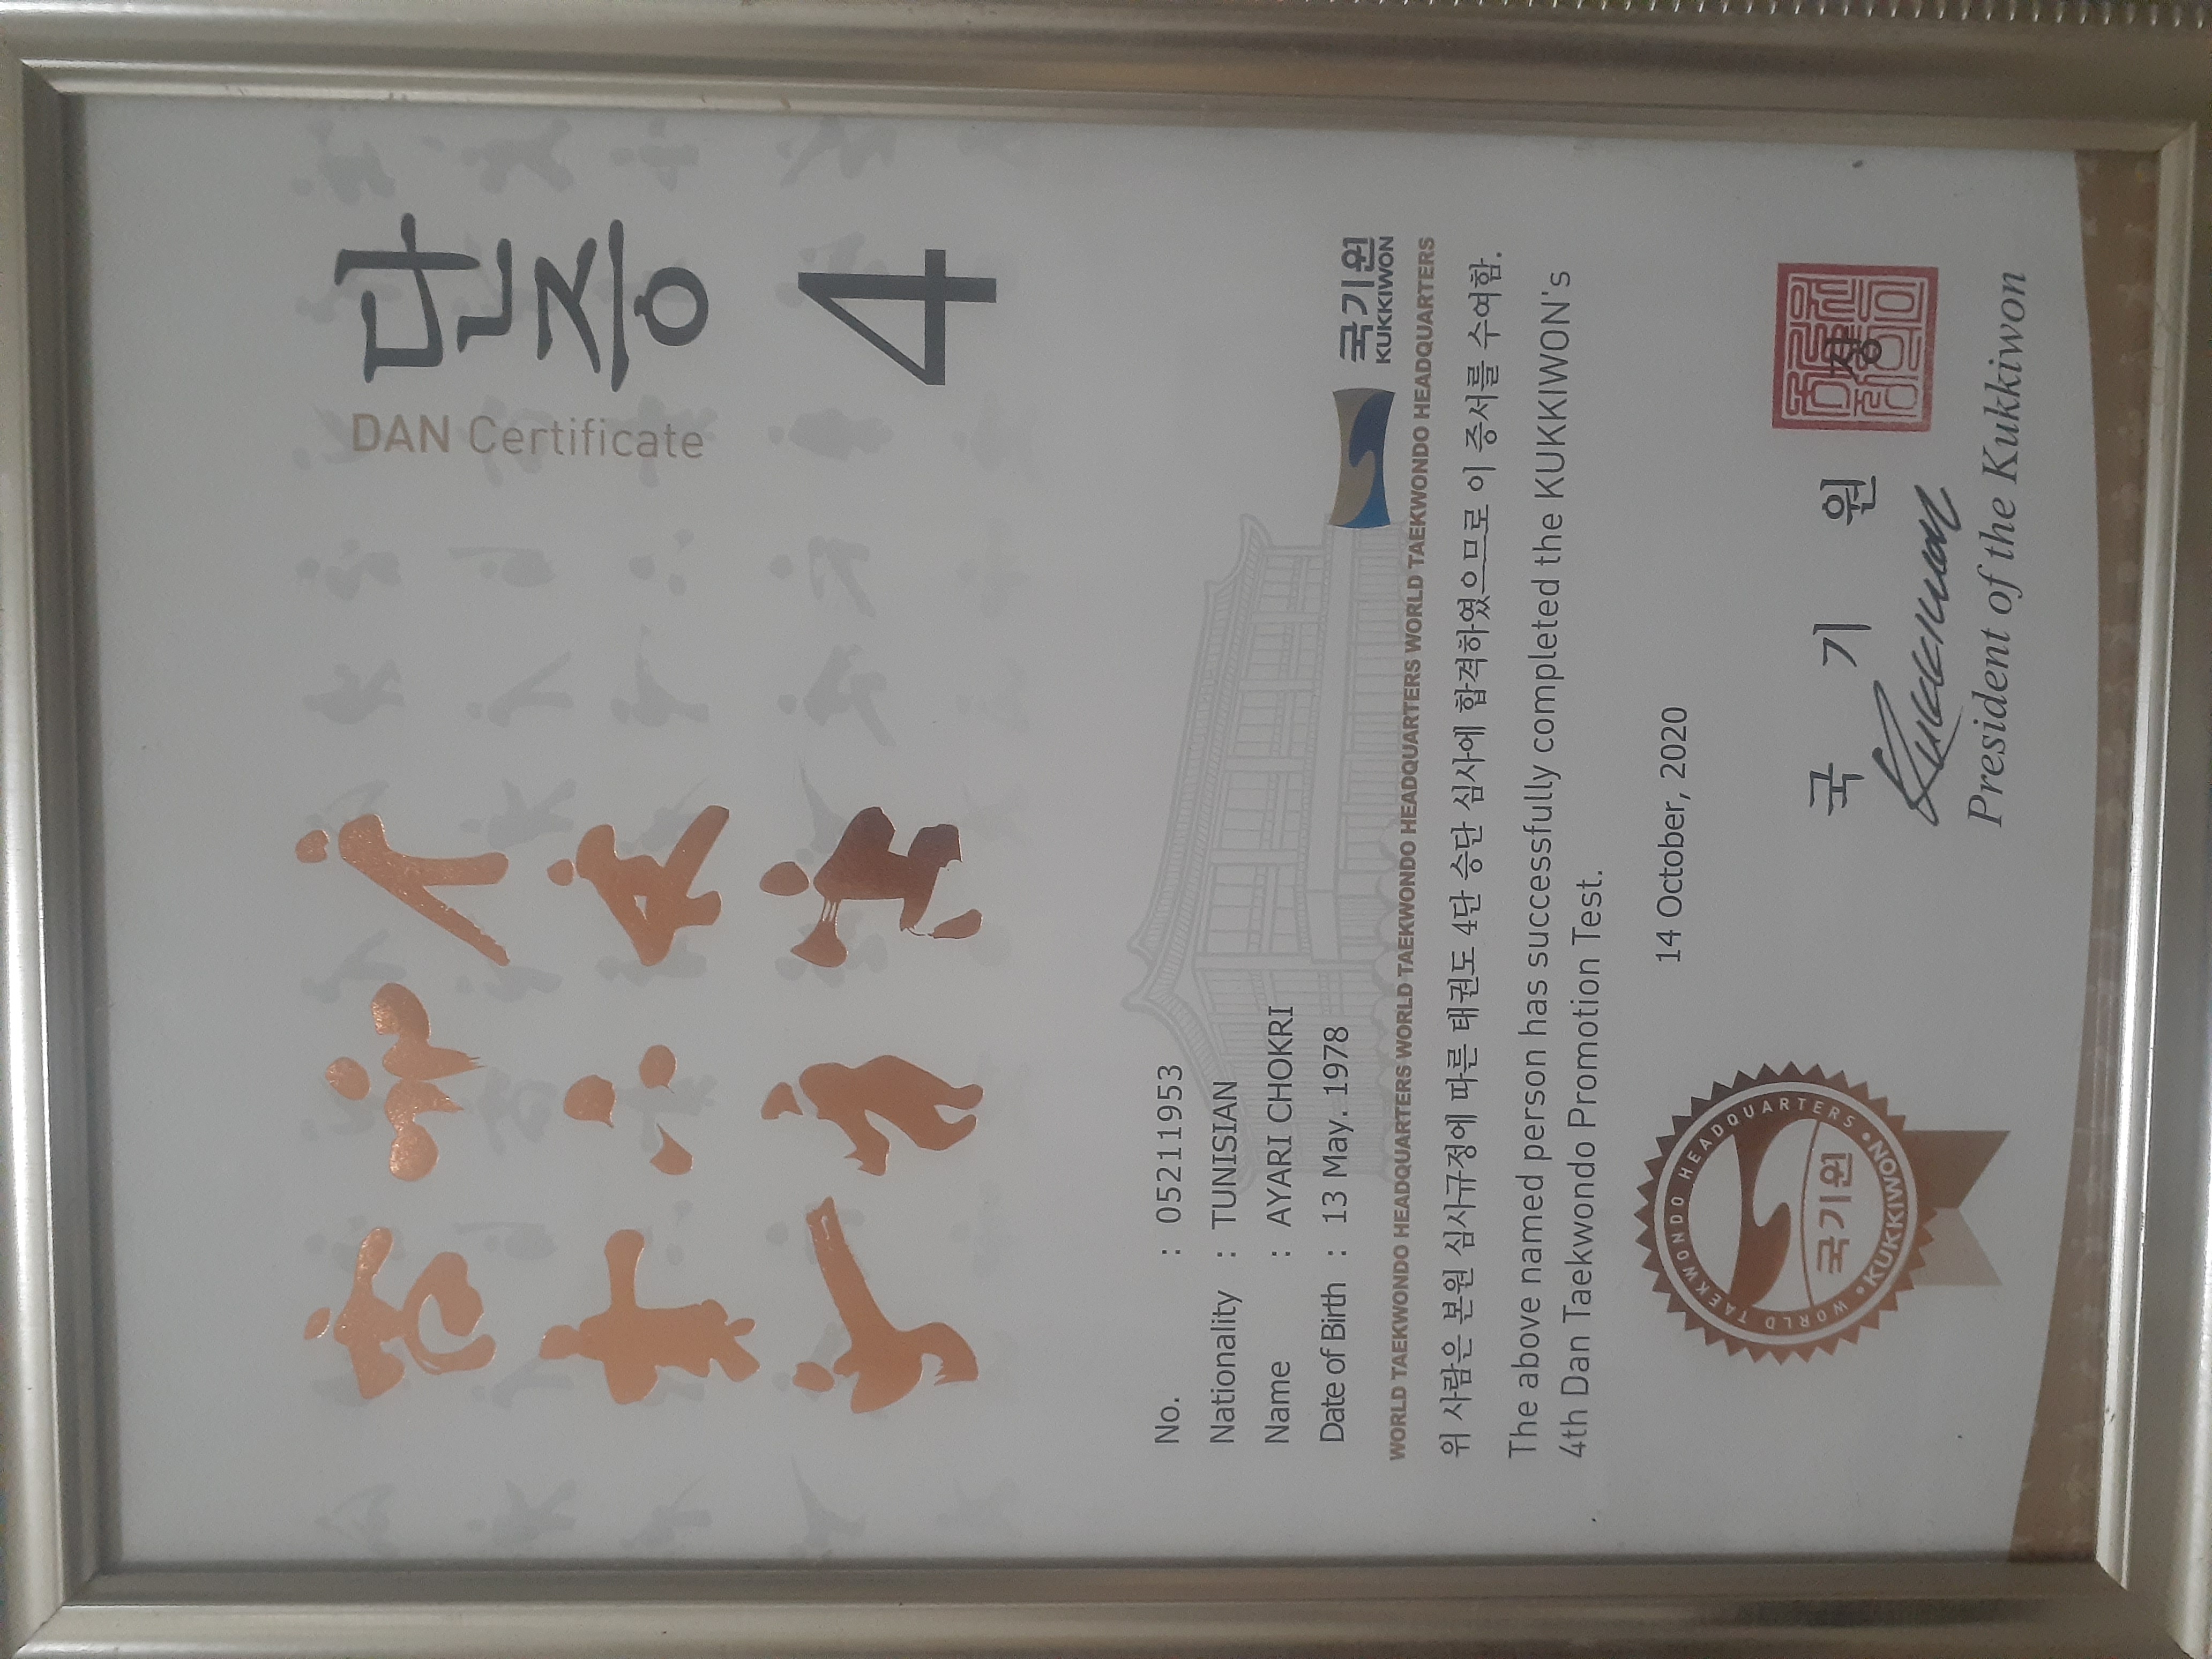 단증
DAN Certificate
4
No. : 05211953
Nationality : TUNISIAN
Name : AYARI CHOKRI
Date of Birth : 13 May. 1978
국기원
KUKKIWON
WORLD TAEKWONDO HEADQUARTERS WORLD TAEKWONDO HEADQUARTERS WORLD TAEKWONDO HEADQUARTERS WORLD TAEKWONDO HEADQUARTERS
위 사람은 본원 심사규정에 따른 태권도 4단 승단 심사에 합격하였으므로 이 증서를 수여함.
The above named person has successfully completed the KUKKIWON's
4th Dan Taekwondo Promotion Test.
14 October, 2020
WORLD TAEKWONDO HEADQUARTERS
국기원
KUKKIWON
국 기 원 장
President of the Kukkiwon